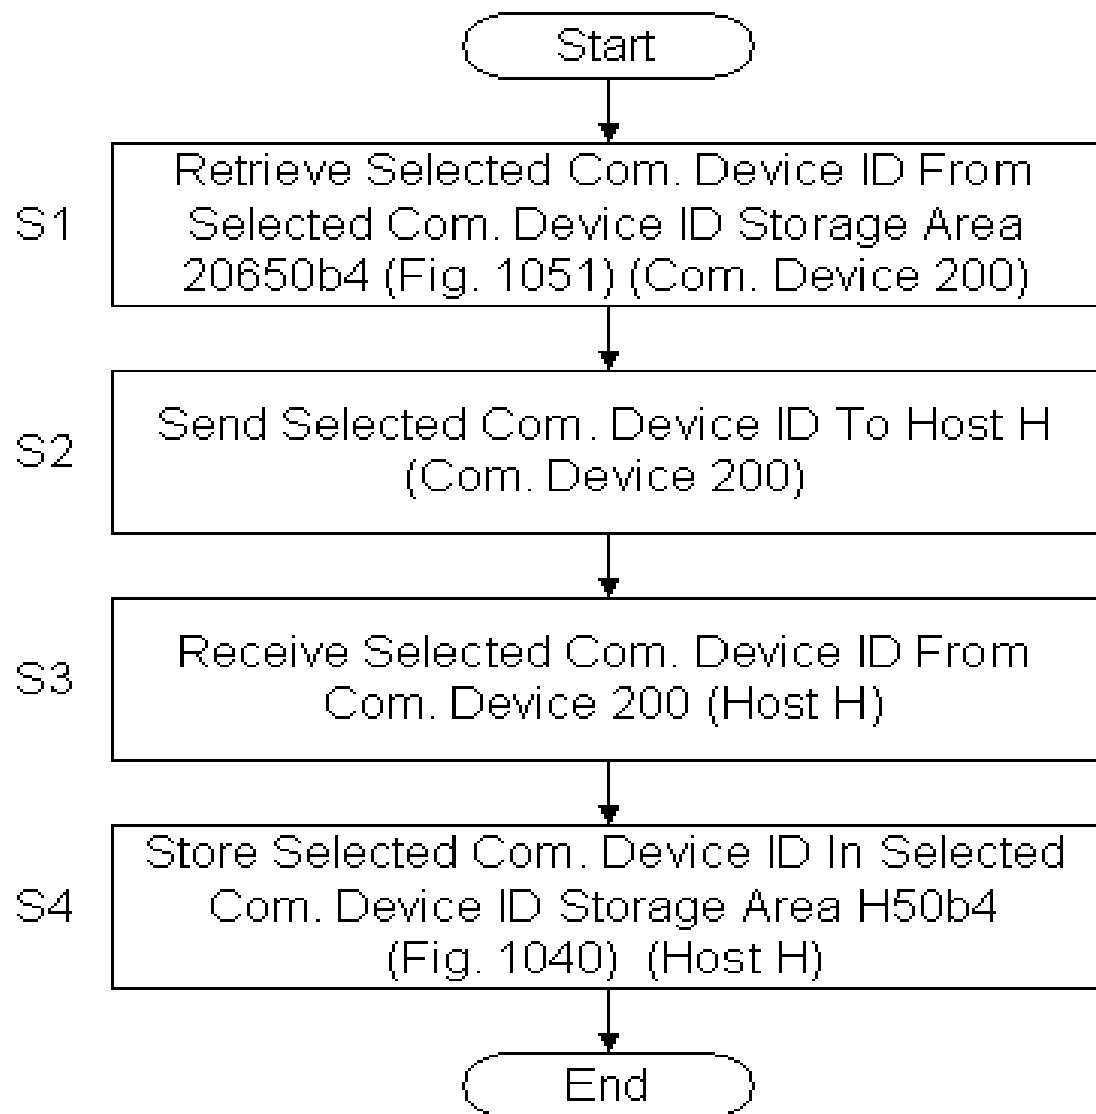 Start
S1
Retrieve Selected Com. Device ID From
Selected Com. Device ID Storage Area
20650b4 (Fig. 1051) (Com. Device 200)
S2
Send Selected Com. Device ID To Host H
(Com. Device 200)
S3
Receive Selected Com. Device ID From
Com. Device 200 (Host H)
S4
Store Selected Com. Device ID In Selected
Com. Device ID Storage Area H50b4
(Fig. 1040) (Host H)
End